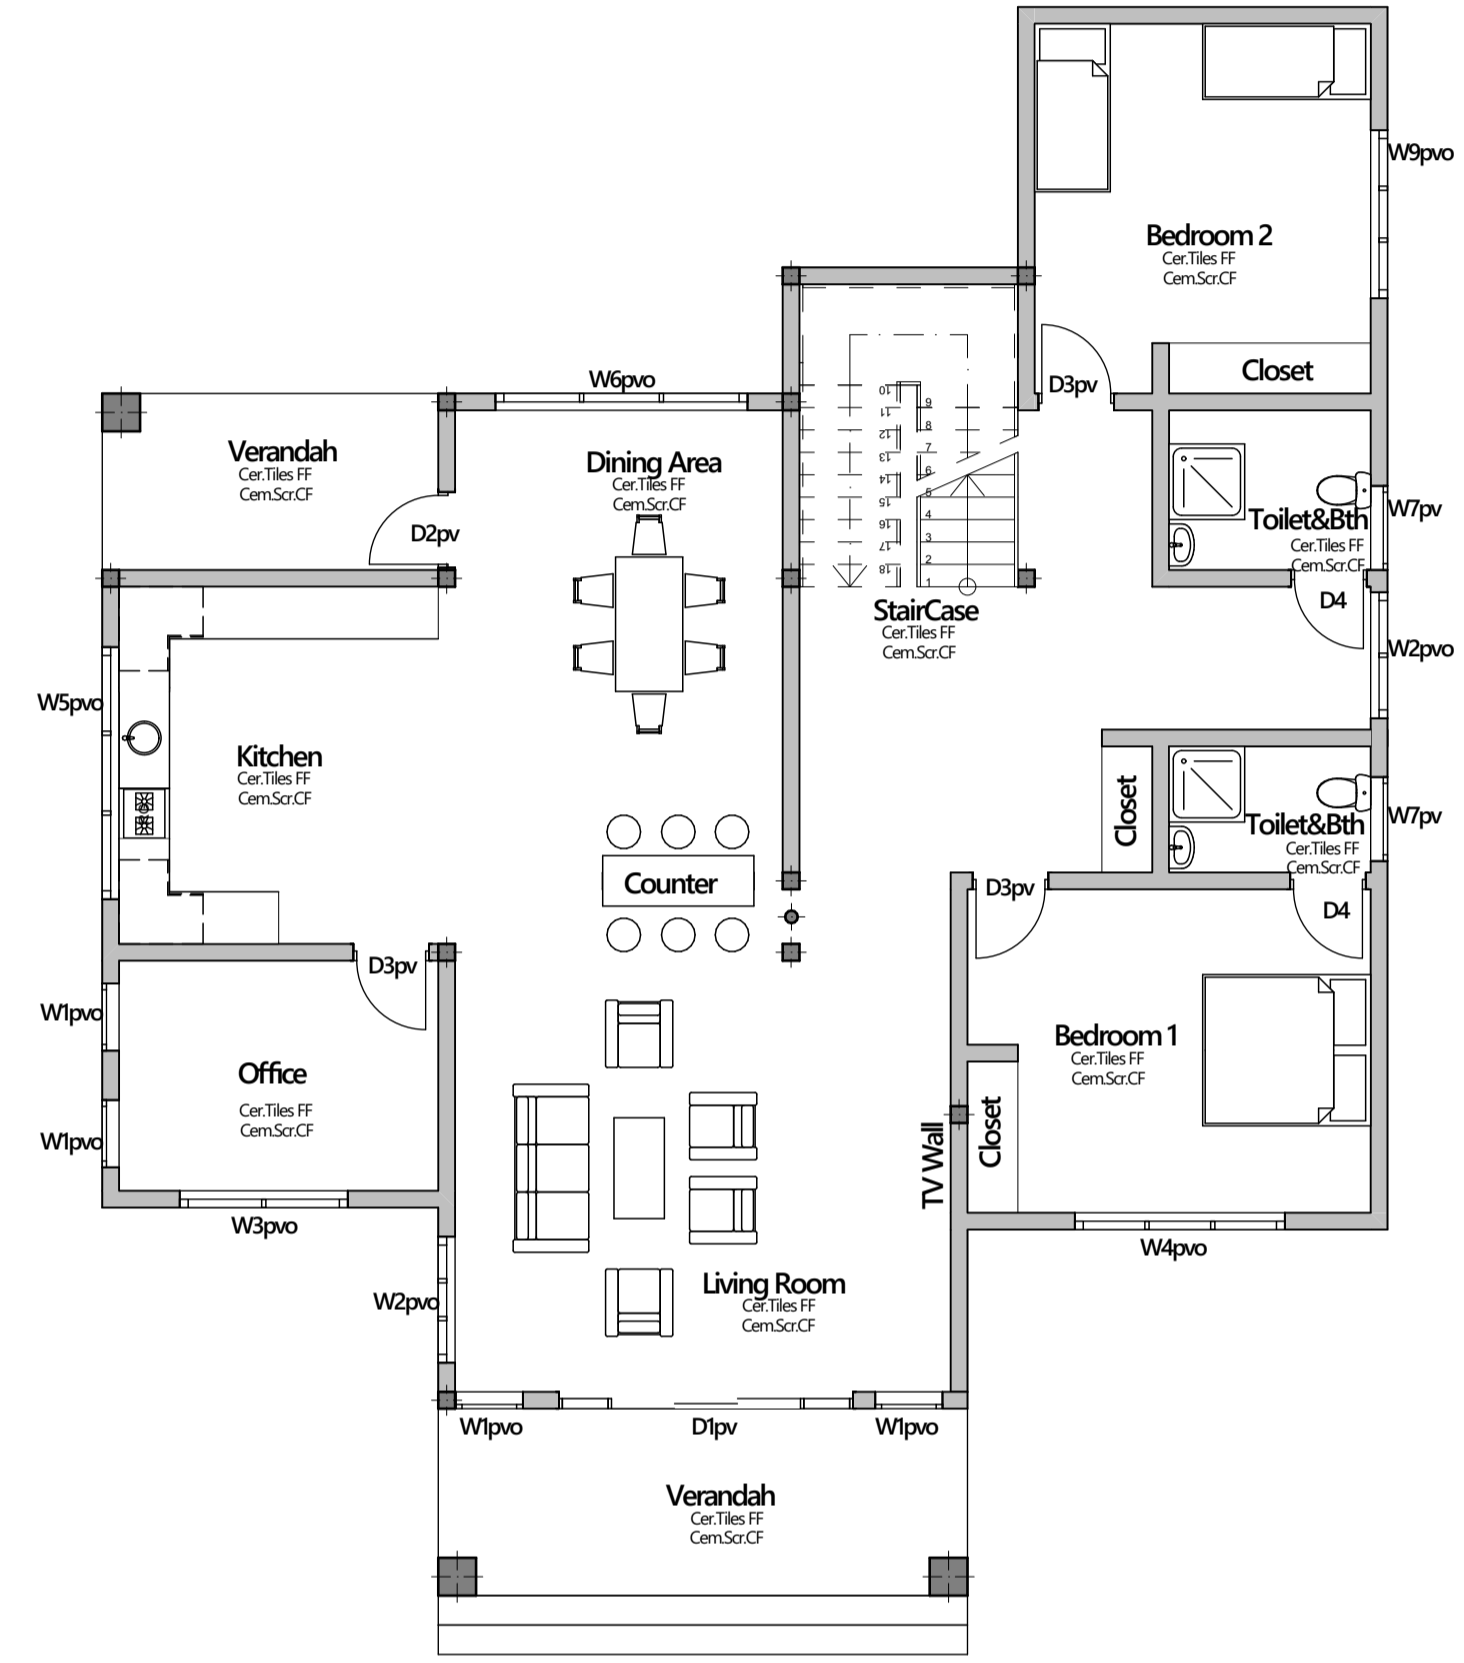 W9pvo
Bedroom 2
Cer.Tiles FF
Cem.Scr.CF
Closet
D3pv
W6pvo
Verandah
Cer.Tiles FF
Cem.Scr.CF
D2pv
Dining Area
Cer.Tiles FF
Cem.Scr.CF
10
11
12
13
14
15
16
17
18
9
8
7
6
5
4
3
2
1
StairCase
Cer.Tiles FF
Cem.Scr.CF
Toilet&Bth
Cer.Tiles FF
Cem.Scr.CF
W7pv
D4
W2pvo
W5pvo
Kitchen
Cer.Tiles FF
Cem.Scr.CF
Closet
Toilet&Bth
Cer.Tiles FF
Cem.Scr.CF
W7pv
Counter
D3pv
D4
D3pv
W1pvo
Office
Cer.Tiles FF
Cem.Scr.CF
W1pvo
W3pvo
Bedroom 1
Cer.Tiles FF
Cem.Scr.CF
TV Wall
Closet
W4pvo
W2pvo
Living Room
Cer.Tiles FF
Cem.Scr.CF
W1pvo
D1pv
W1pvo
Verandah
Cer.Tiles FF
Cem.Scr.CF